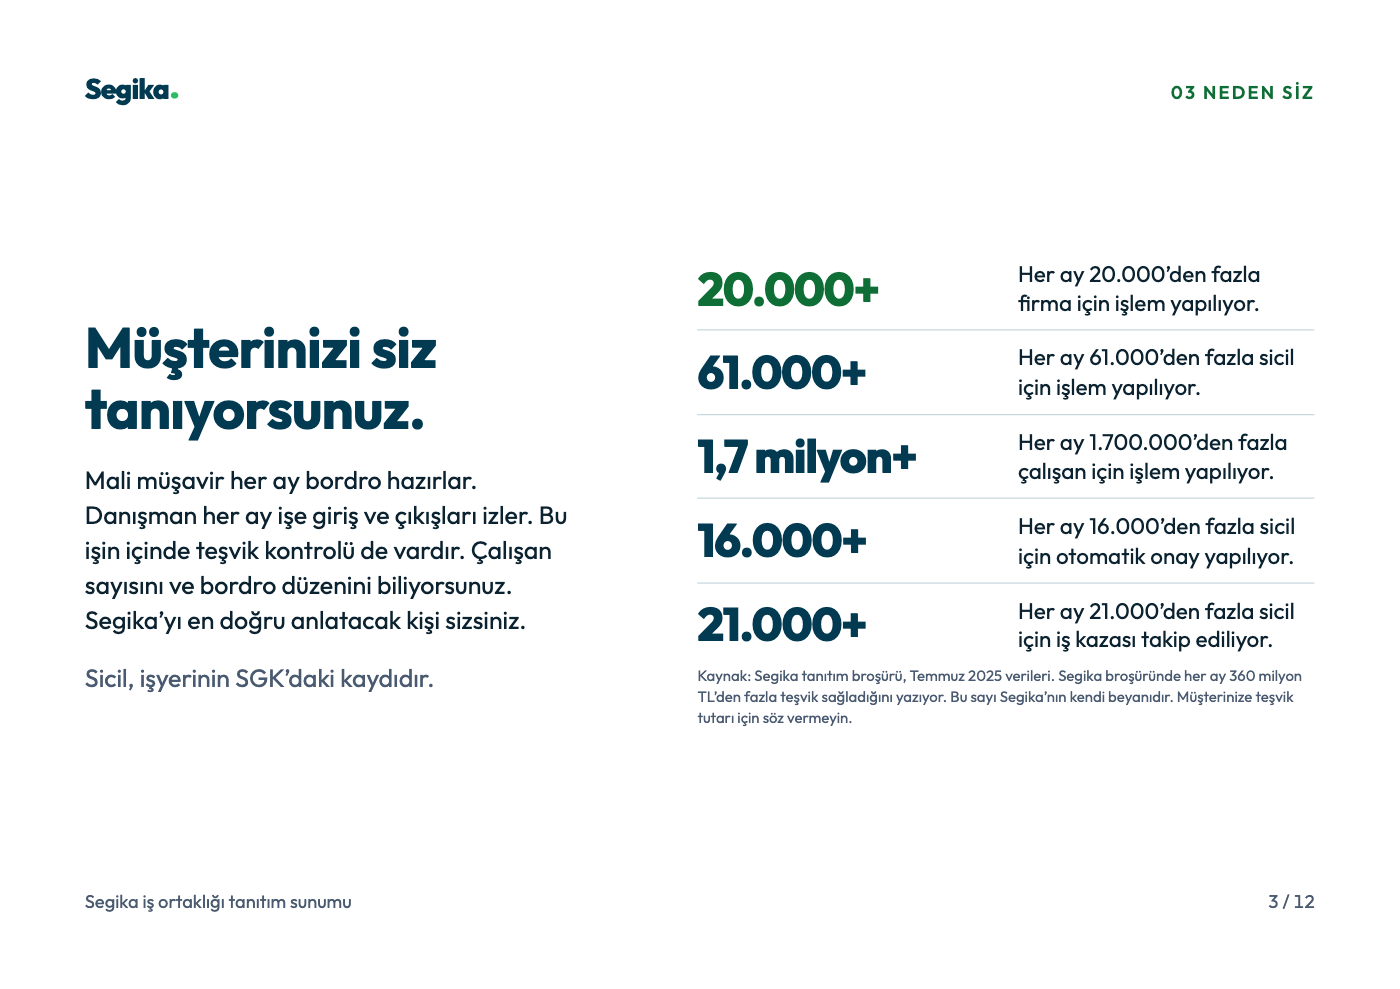 Segika.
03 NEDEN SİZ
Müşterinizi siz
tanıyorsunuz.
Mali müşavir her ay bordro hazırlar.
Danışman her ay işe giriş ve çıkışları izler. Bu
işin içinde teşvik kontrolü de vardır. Çalışan
sayısını ve bordro düzenini biliyorsunuz.
Segika’yı en doğru anlatacak kişi sizsiniz.
Sicil, işyerinin SGK’daki kaydıdır.
20.000+
Her ay 20.000’den fazla
firma için işlem yapılıyor.
61.000+
Her ay 61.000’den fazla sicil
için işlem yapılıyor.
1,7 milyon+
Her ay 1.700.000’den fazla
çalışan için işlem yapılıyor.
16.000+
Her ay 16.000’den fazla sicil
için otomatik onay yapılıyor.
21.000+
Her ay 21.000’den fazla sicil
için iş kazası takip ediliyor.
Kaynak: Segika tanıtım broşürü, Temmuz 2025 verileri. Segika broşüründe her ay 360 milyon
TL’den fazla teşvik sağladığını yazıyor. Bu sayı Segika’nın kendi beyanıdır. Müşterinize teşvik
tutarı için söz vermeyin.
Segika iş ortaklığı tanıtım sunumu
3 / 12